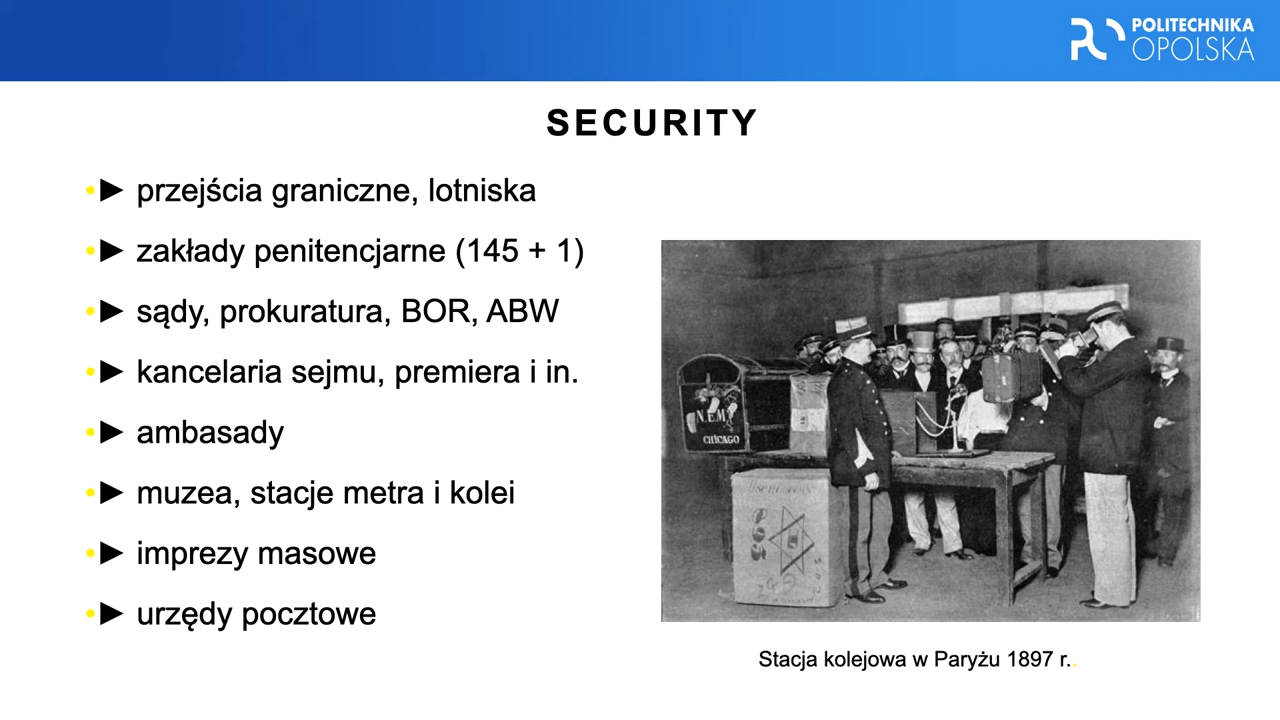 POLITECHNIKA
OPOLSKA
SECURITY
•► przejścia graniczne, lotniska
•► zakłady penitencjarne (145 + 1)
•► sądy, prokuratura, BOR, ABW
•► kancelaria sejmu, premiera i in.
•► ambasady
•► muzea, stacje metra i kolei
•► imprezy masowe
•► urzędy pocztowe
N.E.M
CHICAGO
Stacja kolejowa w Paryżu 1897 r..